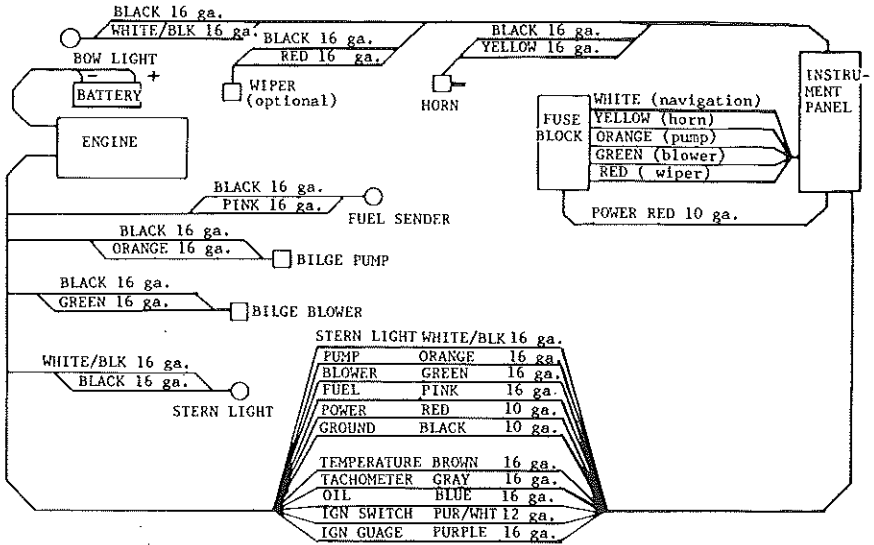 BLACK 16 ga.
WHITE/BLK 16 ga.
BOW LIGHT
BLACK 16 ga.
RED 16 ga.
WIPER
(optional)
BLACK 16 ga.
YELLOW 16 ga.
HORN
INSTRU-
MENT
PANEL
- +
BATTERY
ENGINE
FUSE
BLOCK
WHITE (navigation)
YELLOW (horn)
ORANGE (pump)
GREEN (blower)
RED ( wiper)
POWER RED 10 ga.
BLACK 16 ga.
PINK 16 ga.
FUEL SENDER
BLACK 16 ga.
ORANGE 16 ga.
BILGE PUMP
BLACK 16 ga.
GREEN 16 ga.
BILGE BLOWER
WHITE/BLK 16 ga.
BLACK 16 ga.
STERN LIGHT
STERN LIGHT WHITE/BLK 16 ga.
PUMP ORANGE 16 ga.
BLOWER GREEN 16 ga.
FUEL PINK 16 ga.
POWER RED 10 ga.
GROUND BLACK 10 ga.
TEMPERATURE BROWN 16 ga.
TACHOMETER GRAY 16 ga.
OIL BLUE 16 ga.
IGN SWITCH PUR/WHT 12 ga.
IGN GUAGE PURPLE 16 ga.